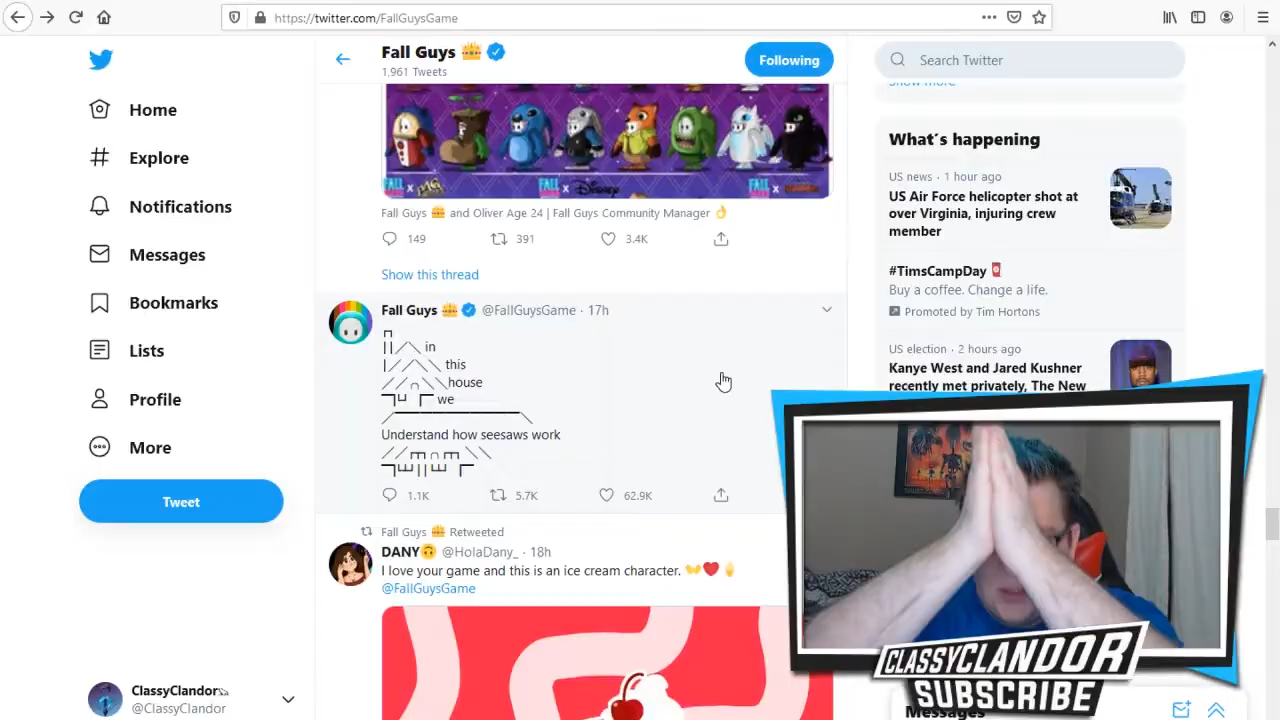 https://twitter.com/FallGuysGame
Fall Guys
1,961 Tweets
Following
Search Twitter
Home
Explore
Notifications
Messages
Bookmarks
Lists
Profile
More
Tweet
ClassyClandor
@ClassyClandor
Fall Guys and Oliver Age 24 | Fall Guys Community Manager 👌
149
391
3.4K
Show this thread
Fall Guys @FallGuysGame · 17h
in
this
house
we
Understand how seesaws work
1.1K
5.7K
62.9K
Fall Guys Retweeted
DANY🙃 @HolaDany_ · 18h
I love your game and this is an ice cream character.
@FallGuysGame
What's happening
US news · 1 hour ago
US Air Force helicopter shot at
over Virginia, injuring crew
member
#TimsCampDay
Buy a coffee. Change a life.
Promoted by Tim Hortons
US election · 2 hours ago
Kanye West and Jared Kushner
recently met privately, The New
CLASSYCLANDOR
SUBSCRIBE
Messages